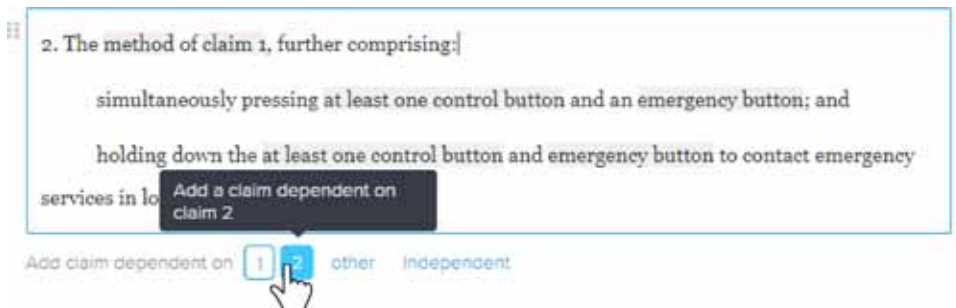 2. The method of claim 1, further comprising:
simultaneously pressing at least one control button and an emergency button; and
holding down the at least one control button and emergency button to contact emergency
services in lo
Add a claim dependent on
claim 2
Add claim dependent on 1 2 other Independent